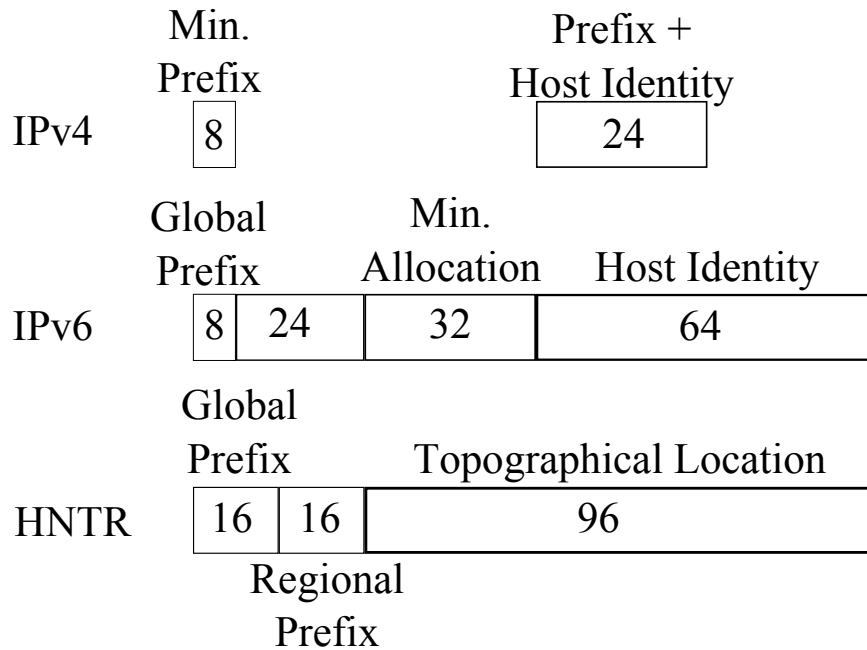 Min. Prefix +
Prefix Host Identity
IPv4 8 24
Global Min.
Prefix Allocation Host Identity
IPv6 8 24 32 64
Global
Prefix Topographical Location
HNTR 16 16 96
Regional
Prefix